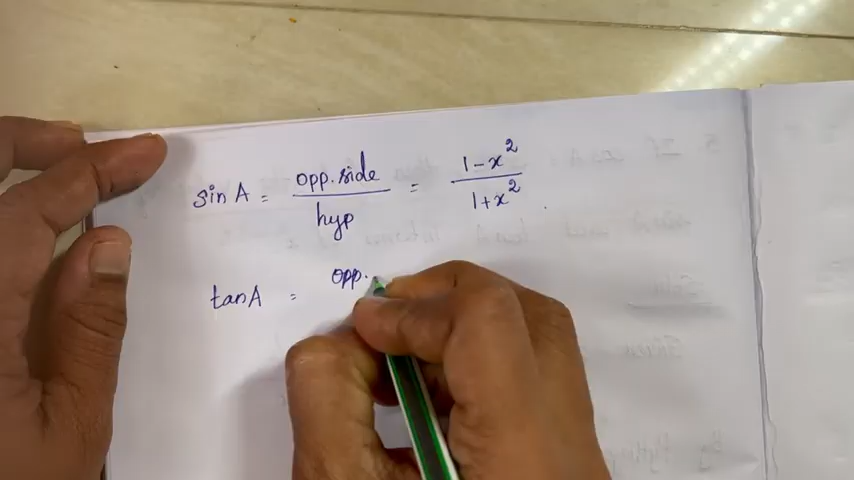 sin A = opp. side / hyp = 1-x² / 1+x²
tan A = opp.